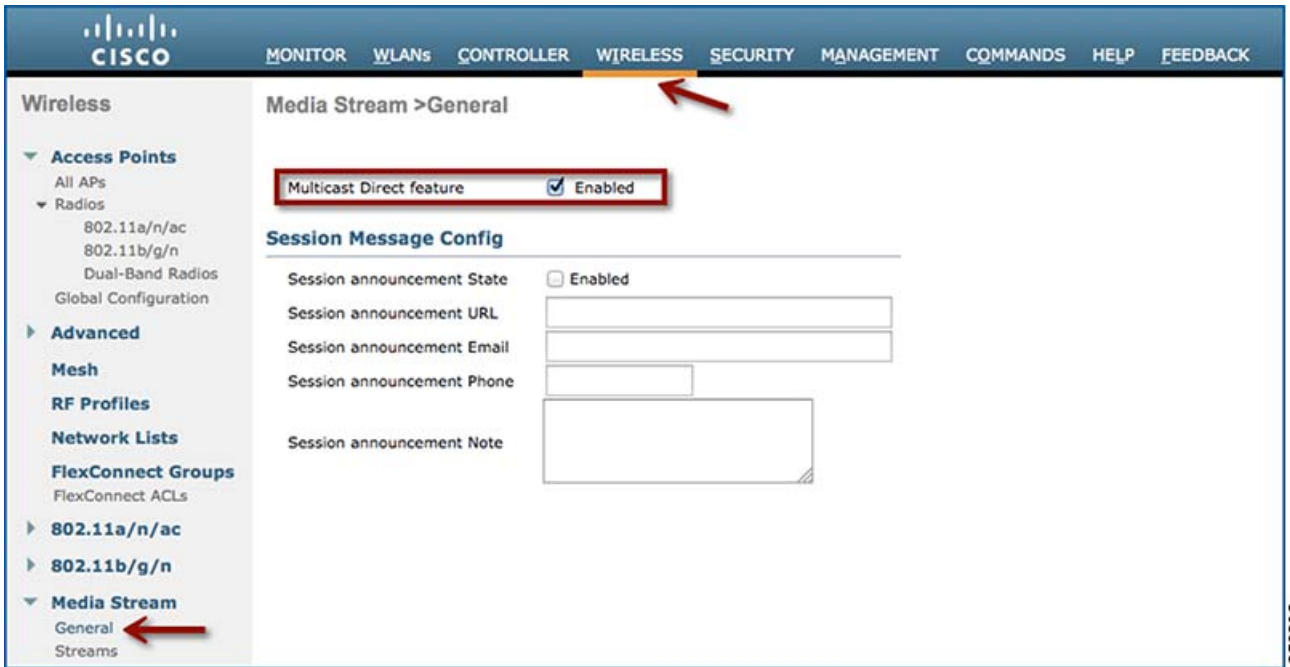 CISCO
MONITOR WLANs CONTROLLER WIRELESS SECURITY MANAGEMENT COMMANDS HELP FEEDBACK
Wireless
Access Points
All APs
Radios
802.11a/n/ac
802.11b/g/n
Dual-Band Radios
Global Configuration
Advanced
Mesh
RF Profiles
Network Lists
FlexConnect Groups
FlexConnect ACLs
802.11a/n/ac
802.11b/g/n
Media Stream
General
Streams
Media Stream >General
Multicast Direct feature Enabled
Session Message Config
Session announcement State Enabled
Session announcement URL
Session announcement Email
Session announcement Phone
Session announcement Note